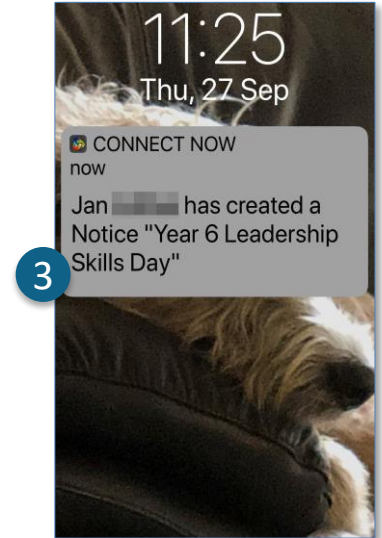 11:25
Thu, 27 Sep
CONNECT NOW
now
Jan has created a
Notice "Year 6 Leadership
Skills Day"
3